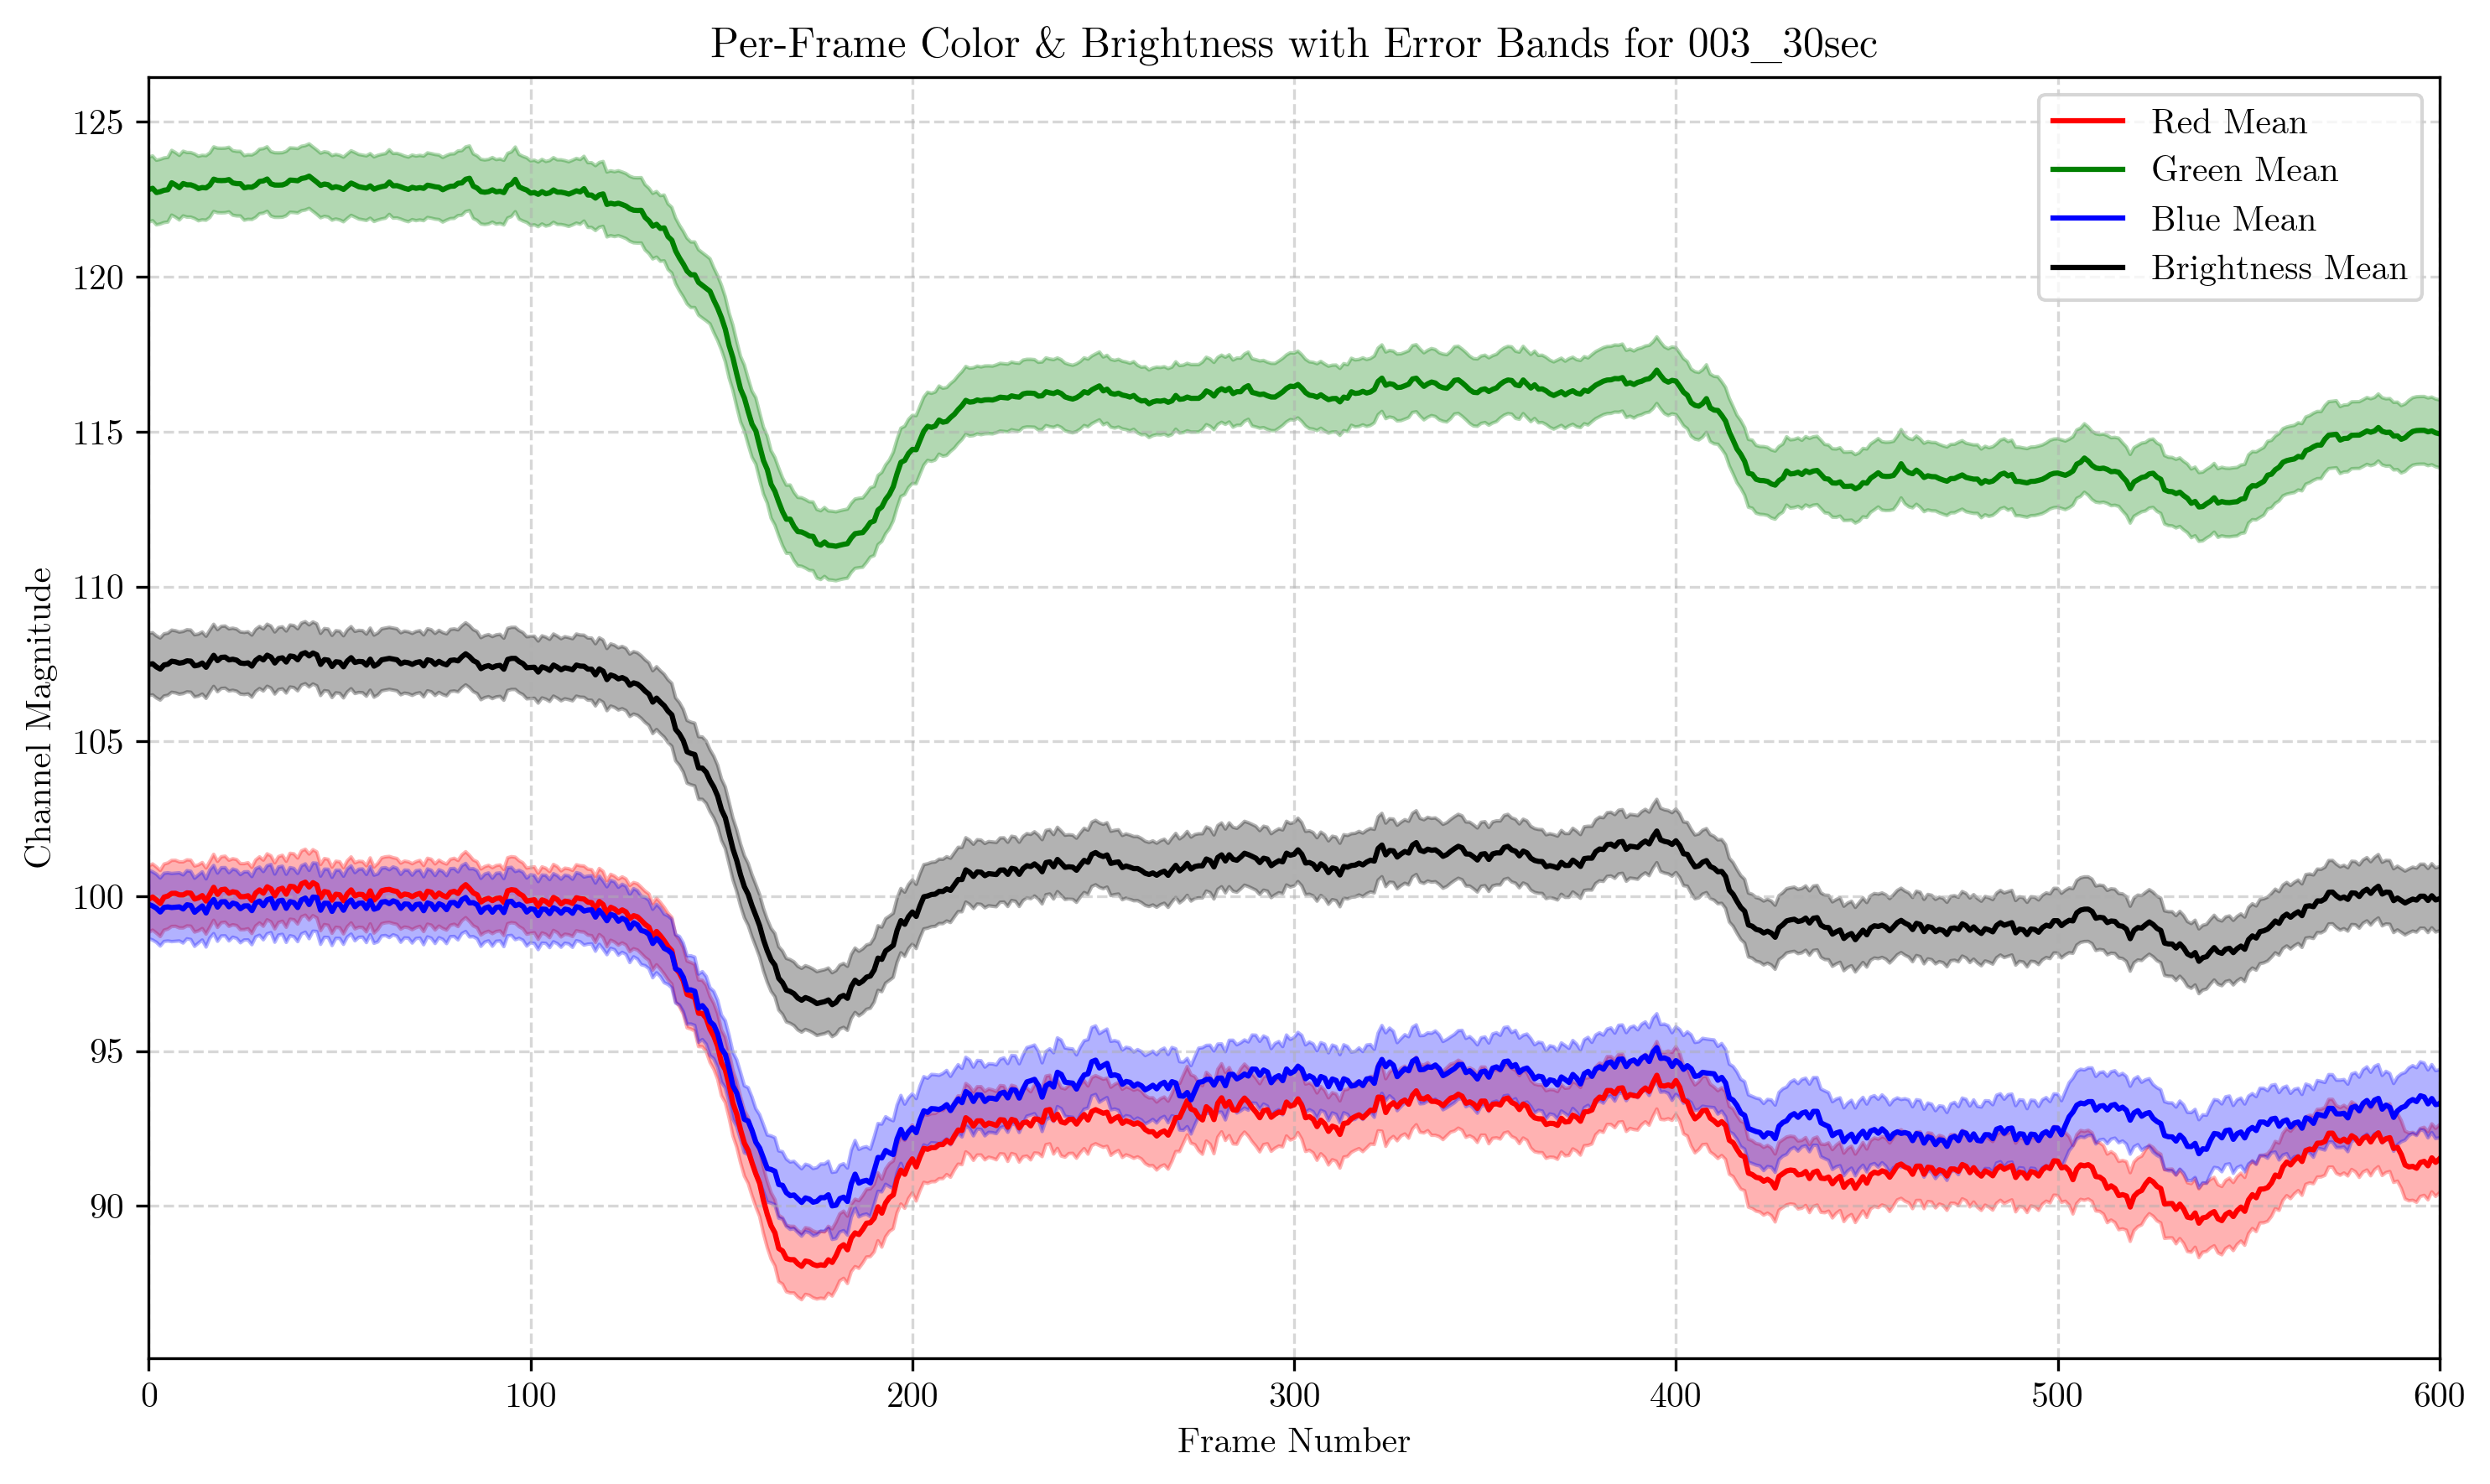 Per-Frame Color & Brightness with Error Bands for 003_30sec
Red Mean
Green Mean
Blue Mean
Brightness Mean
Channel Magnitude
125
120
115
110
105
100
95
90
0 100 200 300 400 500 600
Frame Number